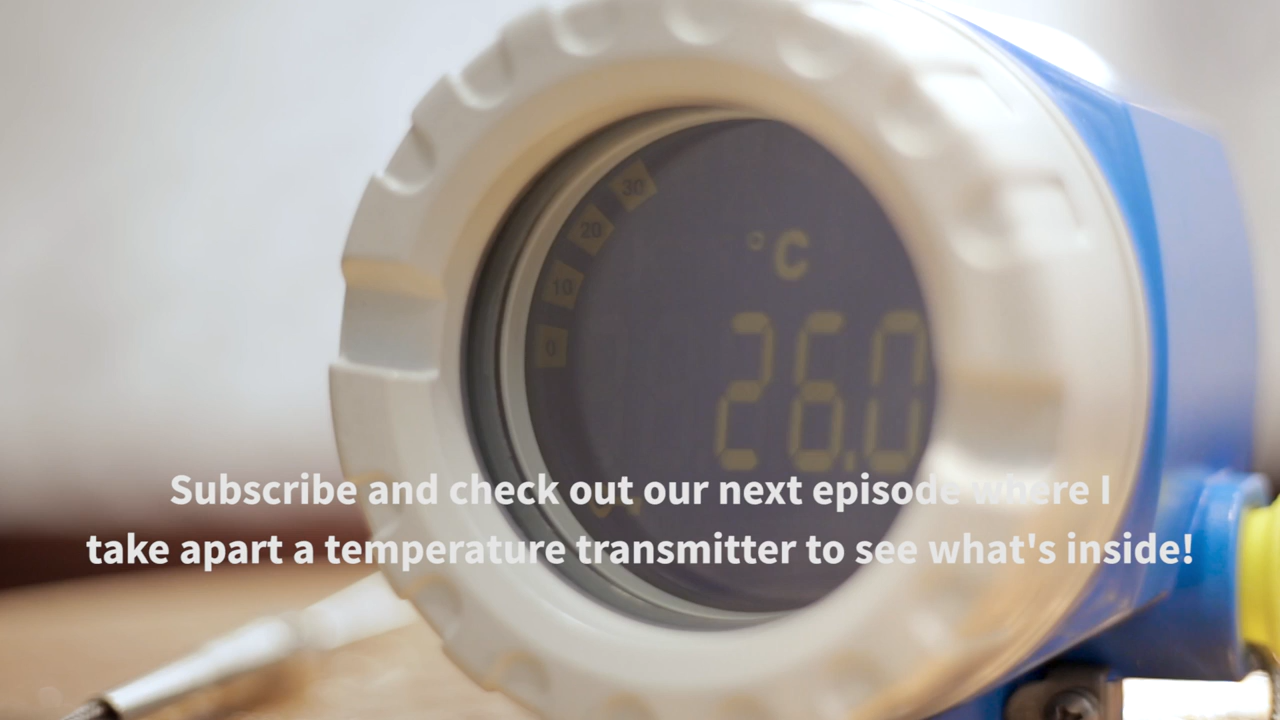 30
20
10
0
°C
26.0
Subscribe and check out our next episode where I
take apart a temperature transmitter to see what's inside!